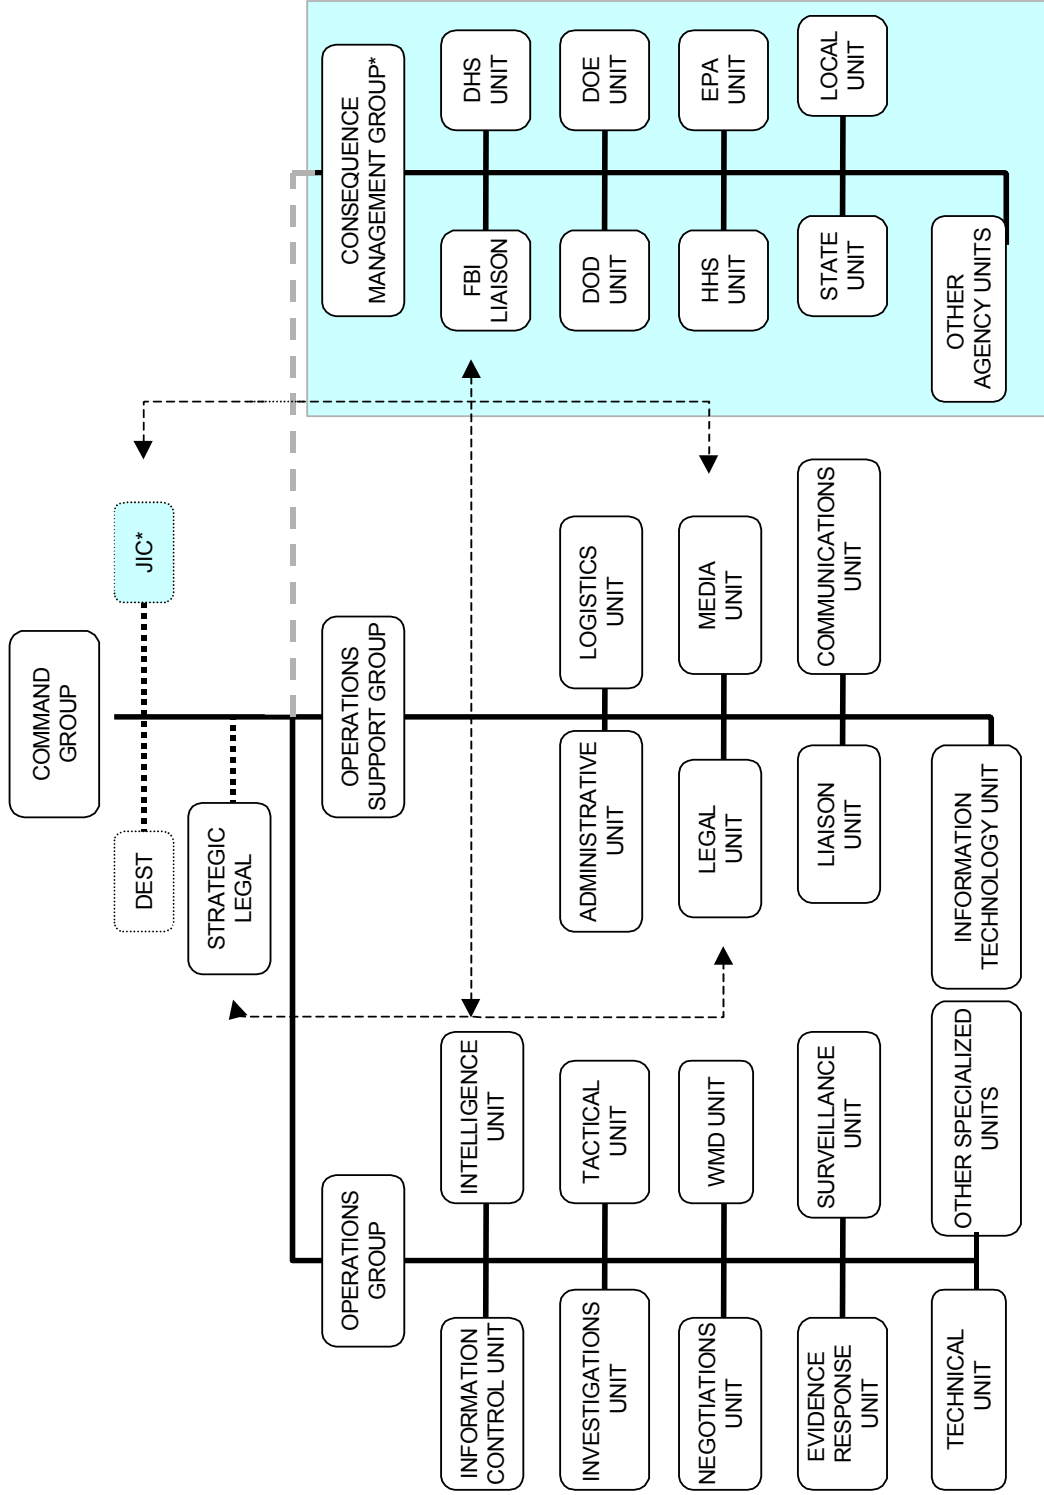 COMMAND
GROUP
DEST
JIC*
STRATEGIC
LEGAL
OPERATIONS
GROUP
OPERATIONS
SUPPORT GROUP
CONSEQUENCE
MANAGEMENT GROUP*
INFORMATION
CONTROL UNIT
INTELLIGENCE
UNIT
FBI
LIAISON
DHS
UNIT
INVESTIGATIONS
UNIT
TACTICAL
UNIT
ADMINISTRATIVE
UNIT
LOGISTICS
UNIT
DOD
UNIT
DOE
UNIT
NEGOTIATIONS
UNIT
WMD UNIT
LEGAL
UNIT
MEDIA
UNIT
HHS
UNIT
EPA
UNIT
EVIDENCE
RESPONSE
UNIT
SURVEILLANCE
UNIT
LIAISON
UNIT
COMMUNICATIONS
UNIT
STATE
UNIT
LOCAL
UNIT
TECHNICAL
UNIT
OTHER SPECIALIZED
UNITS
INFORMATION
TECHNOLOGY UNIT
OTHER
AGENCY UNITS